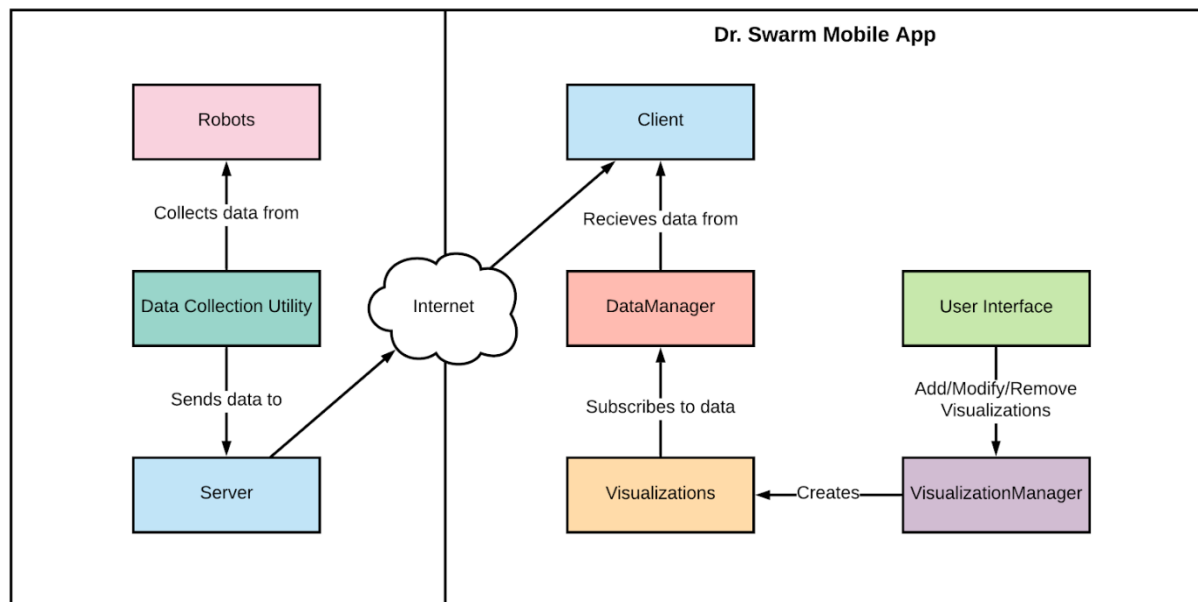 Dr. Swarm Mobile App
Robots
Collects data from
Data Collection Utility
Sends data to
Server
Internet
Client
Recieves data from
DataManager
Subscribes to data
Visualizations
User Interface
Add/Modify/Remove
Visualizations
VisualizationManager
Creates